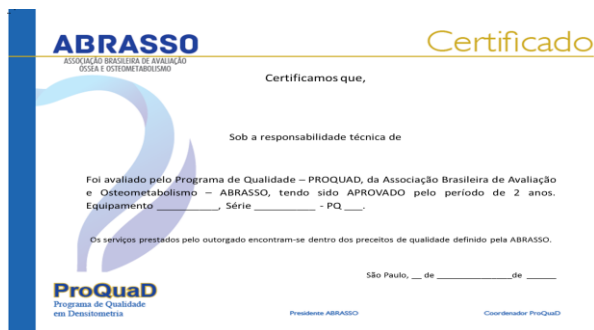 ABRASSO
ASSOCIAÇÃO BRASILEIRA DE AVALIAÇÃO
ÓSSEA E OSTEOMETABOLISMO
Certificado
Certificamos que,
Sob a responsabilidade técnica de
Foi avaliado pelo Programa de Qualidade – PROQUAD, da Associação Brasileira de Avaliação
e Osteometabolismo – ABRASSO, tendo sido APROVADO pelo período de 2 anos.
Equipamento __________, Série __________ - PQ ___.
Os serviços prestados pelo outorgado encontram-se dentro dos preceitos de qualidade definido pela ABRASSO.
São Paulo, __ de _______________de ______
ProQuaD
Programa de Qualidade
em Densitometria
Presidente ABRASSO
Coordenador ProQuaD